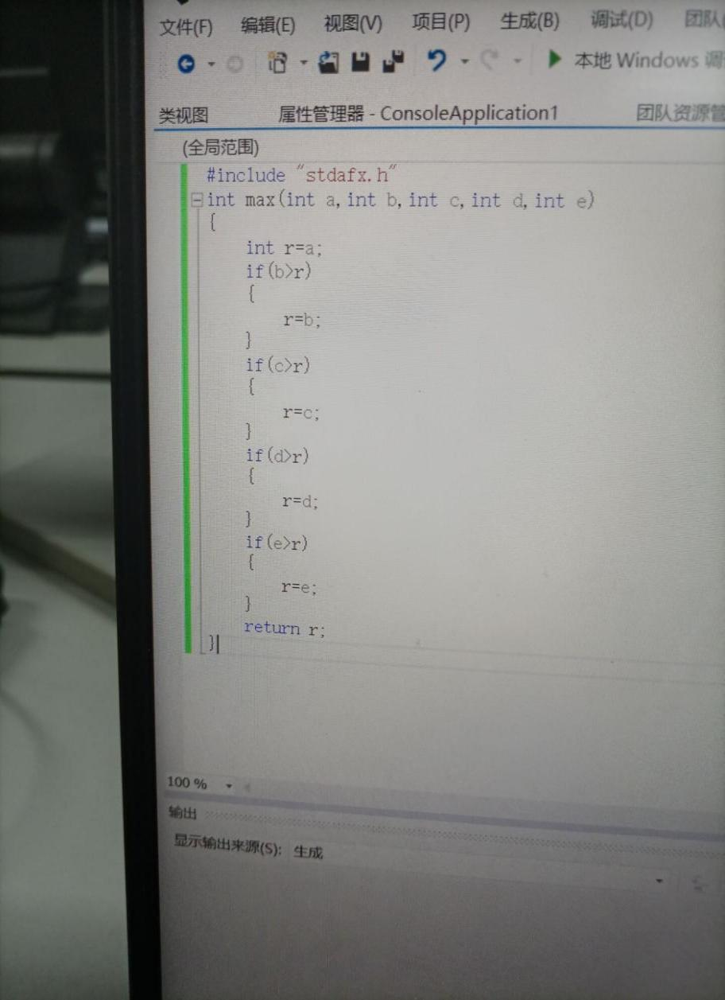 文件(F) 编辑(E) 视图(V) 项目(P) 生成(B) 调试(D) 团队
本地 Windows 调
类视图 属性管理器 - ConsoleApplication1 团队资源管
(全局范围)
#include "stdafx.h"
int max(int a,int b,int c,int d,int e)
{
int r=a;
if(b>r)
{
r=b;
}
if(c>r)
{
r=c;
}
if(d>r)
{
r=d;
}
if(e>r)
{
r=e;
}
return r;
}
100 %
输出
显示输出来源(S): 生成